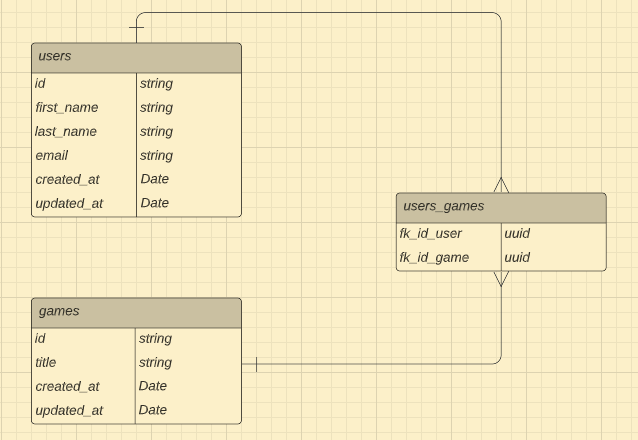 users
id string
first_name string
last_name string
email string
created_at Date
updated_at Date
users_games
fk_id_user uuid
fk_id_game uuid
games
id string
title string
created_at Date
updated_at Date